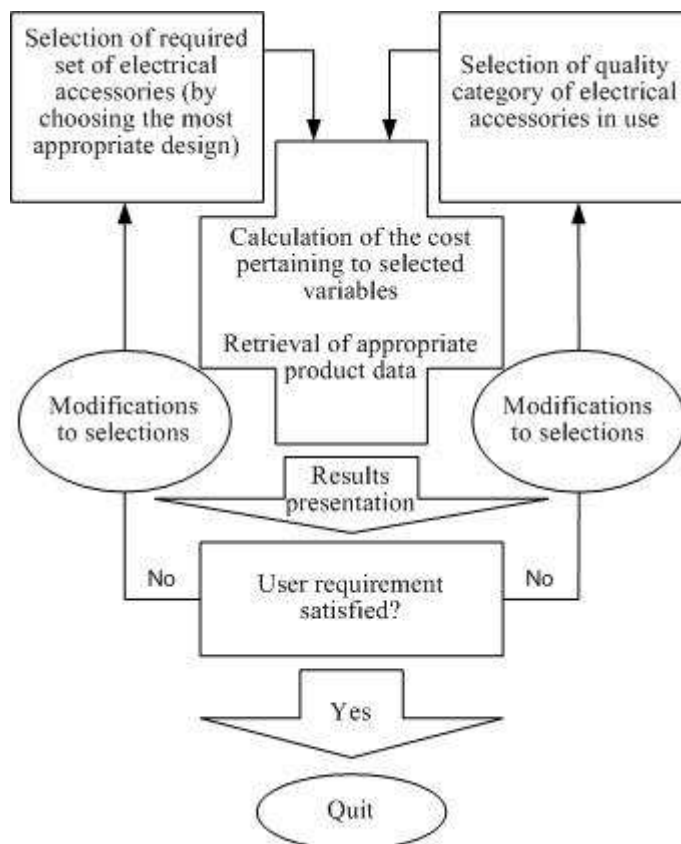 Selection of required
set of electrical
accessories (by
choosing the most
appropriate design)
Selection of quality
category of electrical
accessories in use
Calculation of the cost
pertaining to selected
variables
Retrieval of appropriate
product data
Modifications
to selections
Modifications
to selections
Results
presentation
No
User requirement
satisfied?
No
Yes
Quit